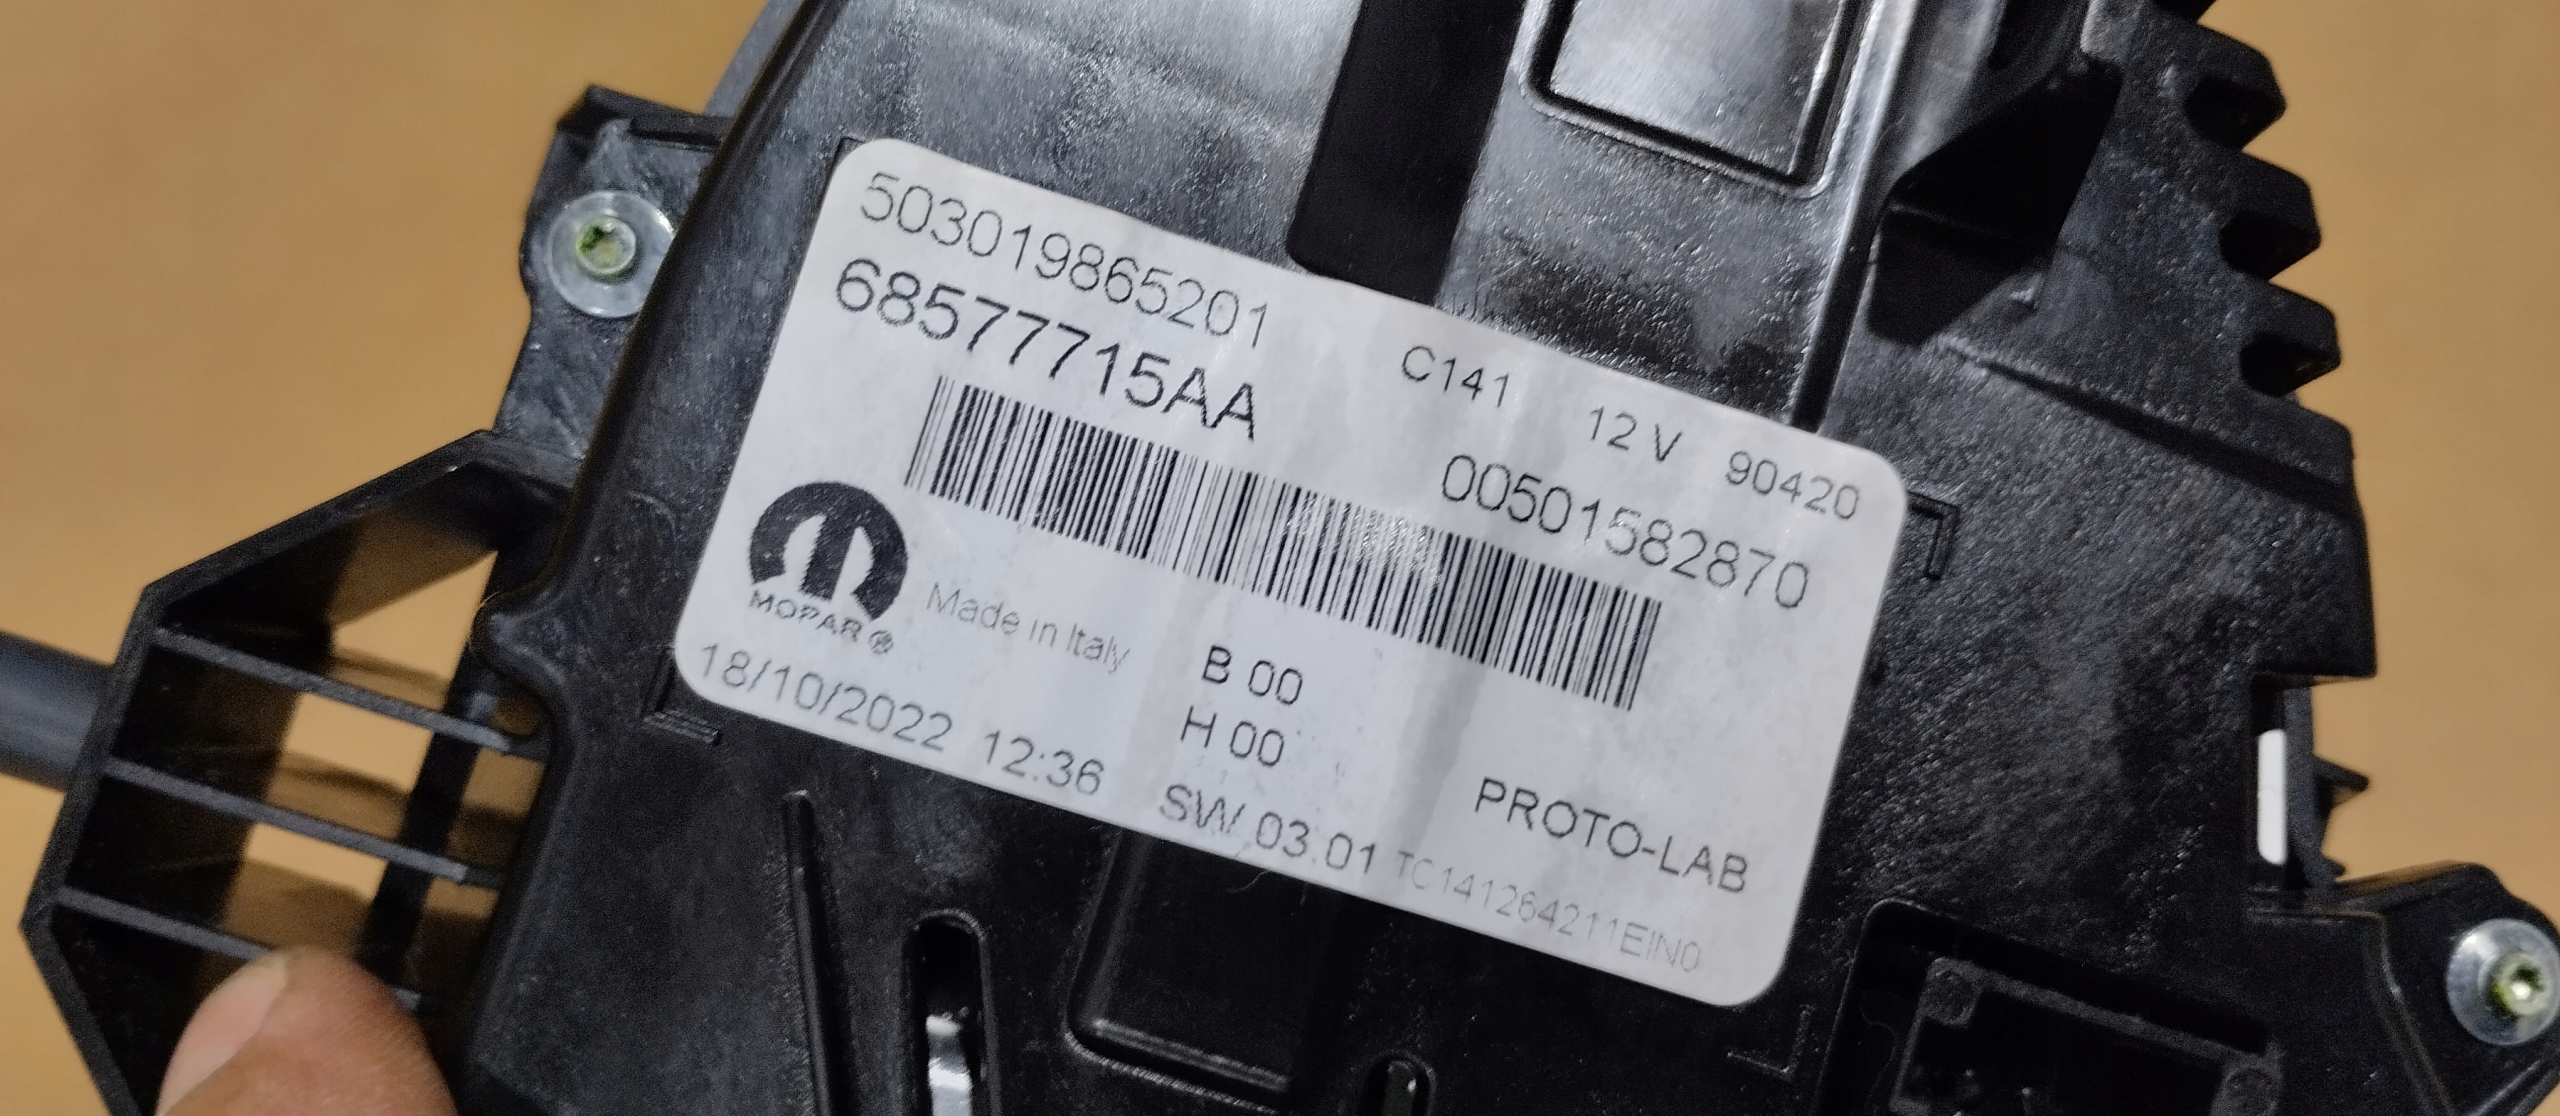 503019865201
68577715AA
C141 12 V 90420
00501582870
MOPAR ®
Made in Italy
B 00
H 00
18/10/2022 12:36
SW 03.01
PROTO-LAB
TC141264211EIN0